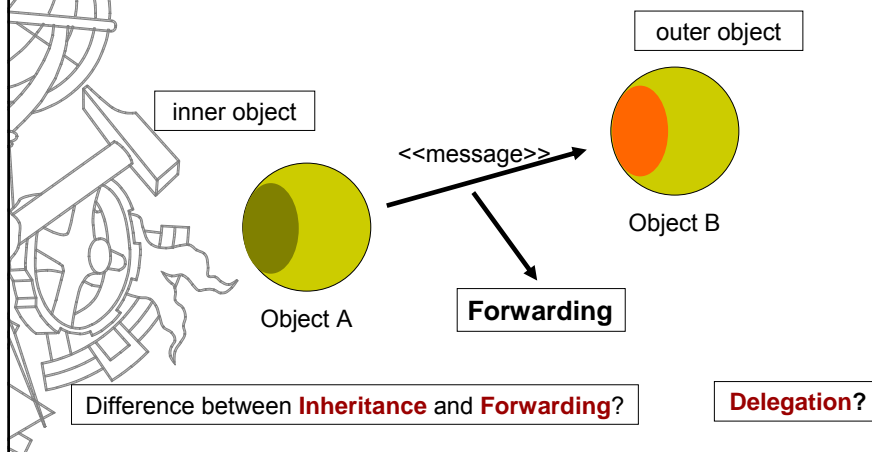 outer object
inner object
<<message>>
Object B
Forwarding
Object A
Difference between Inheritance and Forwarding?
Delegation?